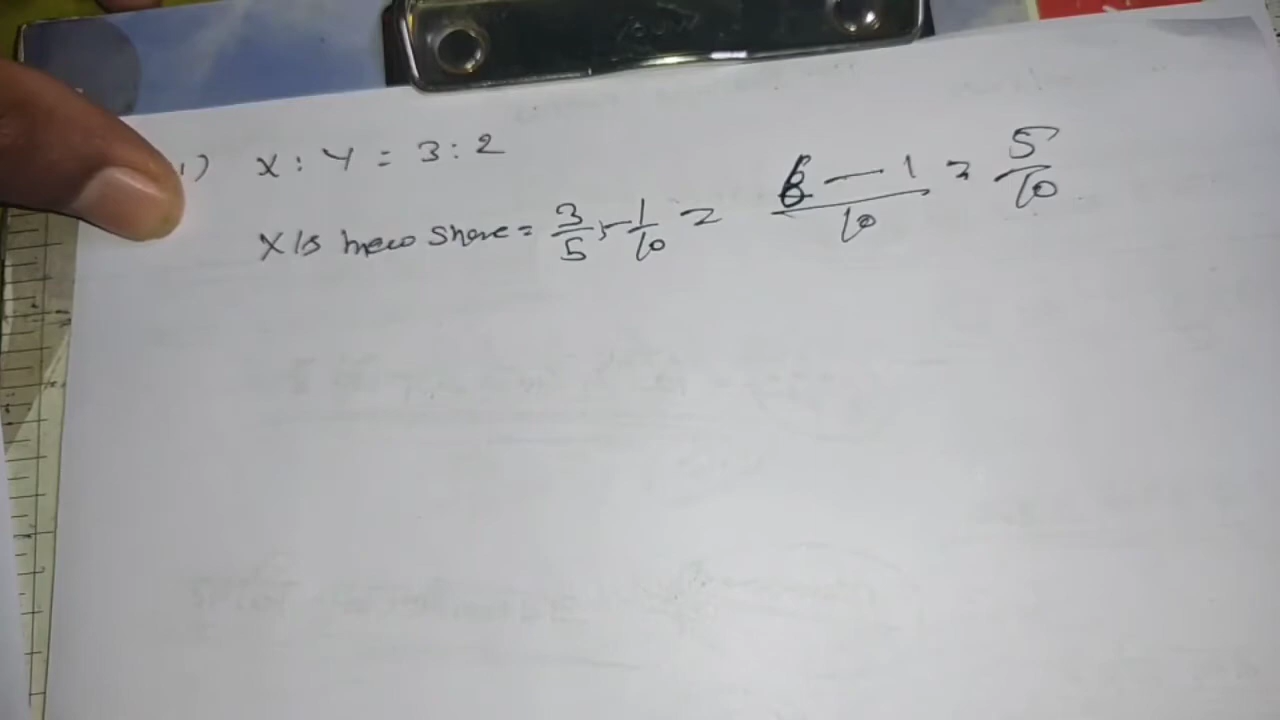 1) X : Y = 3 : 2
X's new share = 3/5 - 1/10 = (6 - 1)/10 = 5/10